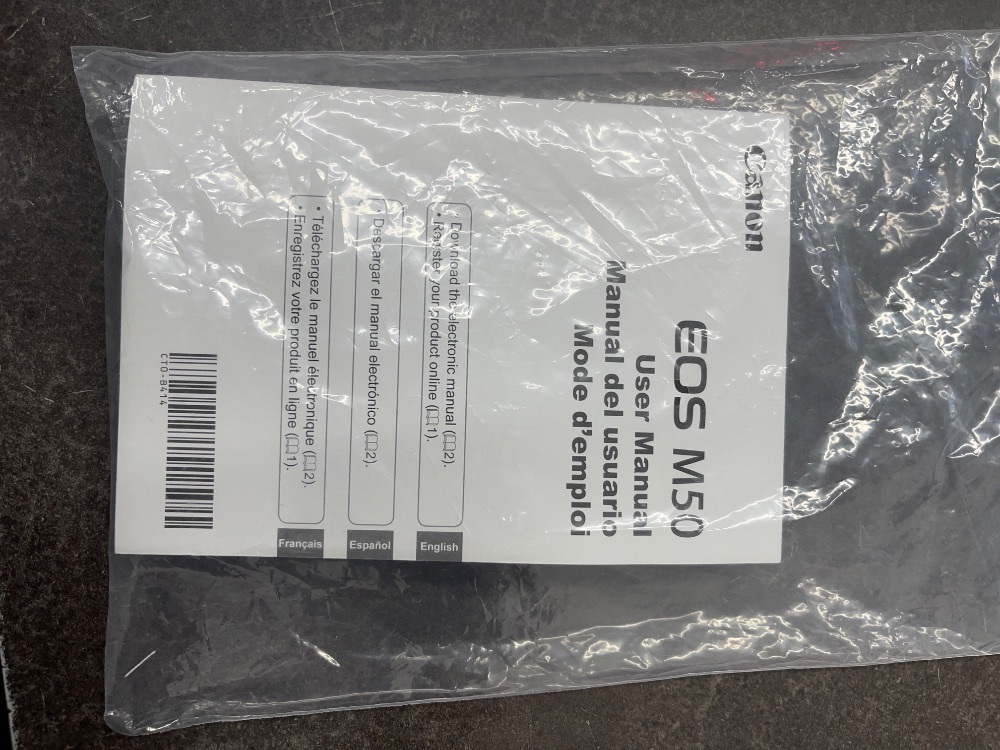 Canon
EOS M50
User Manual
Manual del usuario
Mode d'emploi
• Download the electronic manual (2).
• Register your product online (1).
English
• Descargar el manual electrónico (2).
Español
• Téléchargez le manuel électronique (2).
• Enregistrez votre produit en ligne (1).
Français
CT0-B414